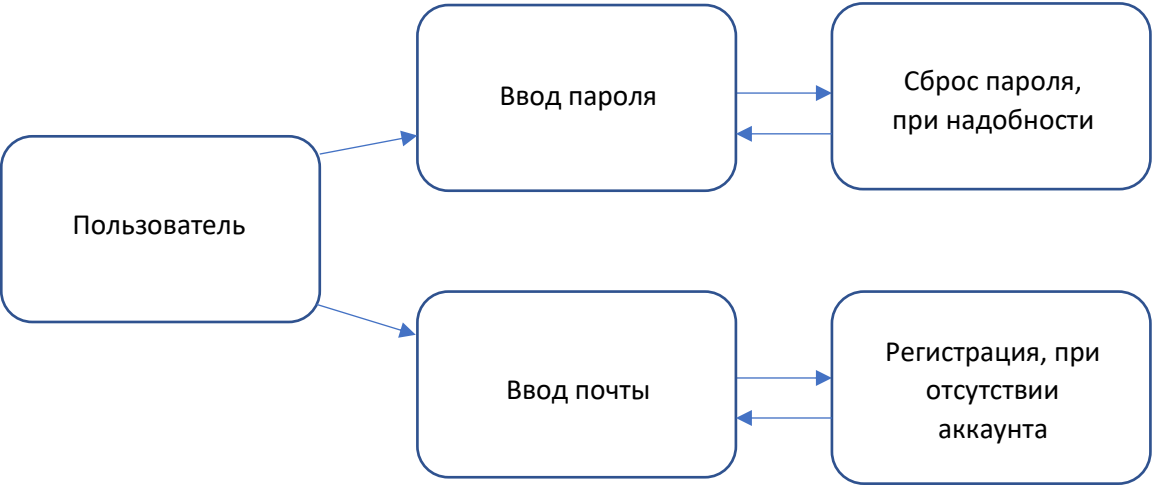 Ввод пароля
Сброс пароля,
при надобности
Пользователь
Ввод почты
Регистрация, при
отсутствии
аккаунта